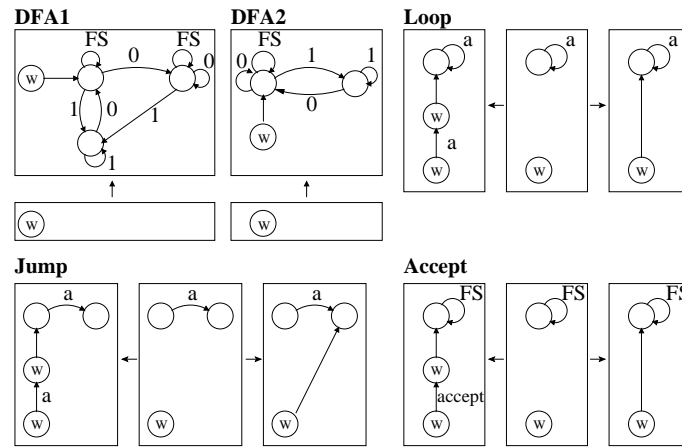 DFA1 DFA2 Loop
FS FS FS a a a
0 1 1
w 0 0
1 0 1 0 w
w a
1 w w w w
w w
Jump Accept
a a a FS FS FS
w w
a accept
w w w w w w